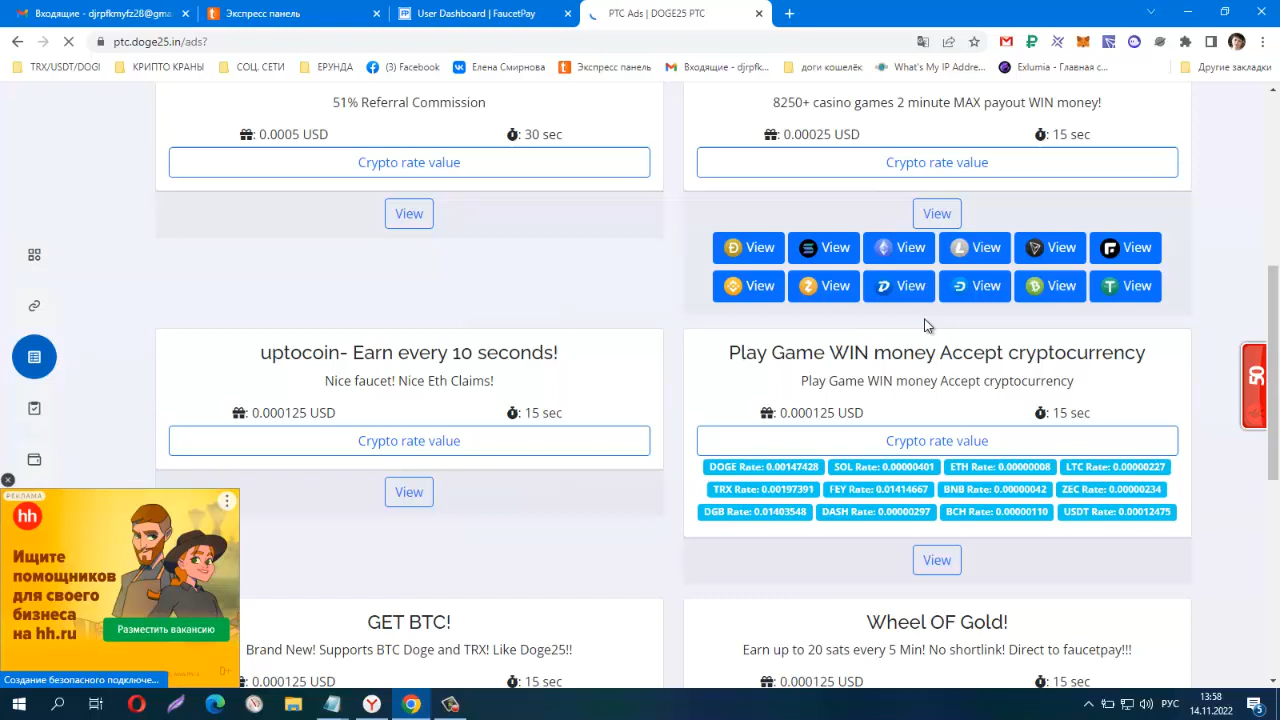 Входящие - djrpfkmyfz28@gma
Экспресс панель
User Dashboard | FaucetPay
PTC Ads | DOGE25 PTC
ptc.doge25.in/ads?
TRX/USDT/DOGI
КРИПТО КРАНЫ
СОЦ. СЕТИ
ЕРУНДА
(3) Facebook
Елена Смирнова
Экспресс панель
Входящие - djrpfk...
доги кошелёк
What's My IP Addre...
Exlumia - Главная с...
Другие закладки
51% Referral Commission
0.0005 USD
30 sec
Crypto rate value
View
8250+ casino games 2 minute MAX payout WIN money!
0.00025 USD
15 sec
Crypto rate value
View
View View View View View View
View View View View View View
uptocoin- Earn every 10 seconds!
Nice faucet! Nice Eth Claims!
: 0.000125 USD
: 15 sec
Crypto rate value
View
Play Game WIN money Accept cryptocurrency
Play Game WIN money Accept cryptocurrency
: 0.000125 USD
: 15 sec
Crypto rate value
DOGE Rate: 0.00147428 SOL Rate: 0.00000401 ETH Rate: 0.00000008 LTC Rate: 0.00000227
TRX Rate: 0.00197391 FEY Rate: 0.01414667 BNB Rate: 0.00000042 ZEC Rate: 0.00000234
DGB Rate: 0.01403548 DASH Rate: 0.00000297 BCH Rate: 0.00000110 USDT Rate: 0.00012475
View
50
GET BTC!
Brand New! Supports BTC Doge and TRX! Like Doge25!!
: 15 sec
Wheel OF Gold!
Earn up to 20 sats every 5 Min! No shortlink! Direct to faucetpay!!!
: 0.000125 USD
: 15 sec
РЕКЛАМА
hh
Ищите
помощников
для своего
бизнеса
на hh.ru
Разместить вакансию
0+
Создание безопасного подключе...
РУС
13:58
14.11.2022
5